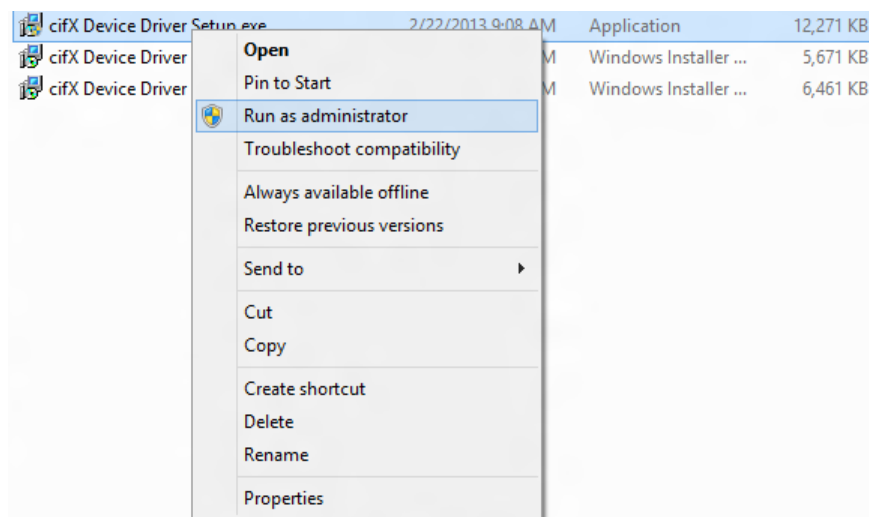 cifX Device Driver Setup.exe 2/22/2013 9:08 AM Application 12,271 KB
cifX Device Driver M Windows Installer ... 5,671 KB
cifX Device Driver M Windows Installer ... 6,461 KB
Open
Pin to Start
Run as administrator
Troubleshoot compatibility
Always available offline
Restore previous versions
Send to
Cut
Copy
Create shortcut
Delete
Rename
Properties